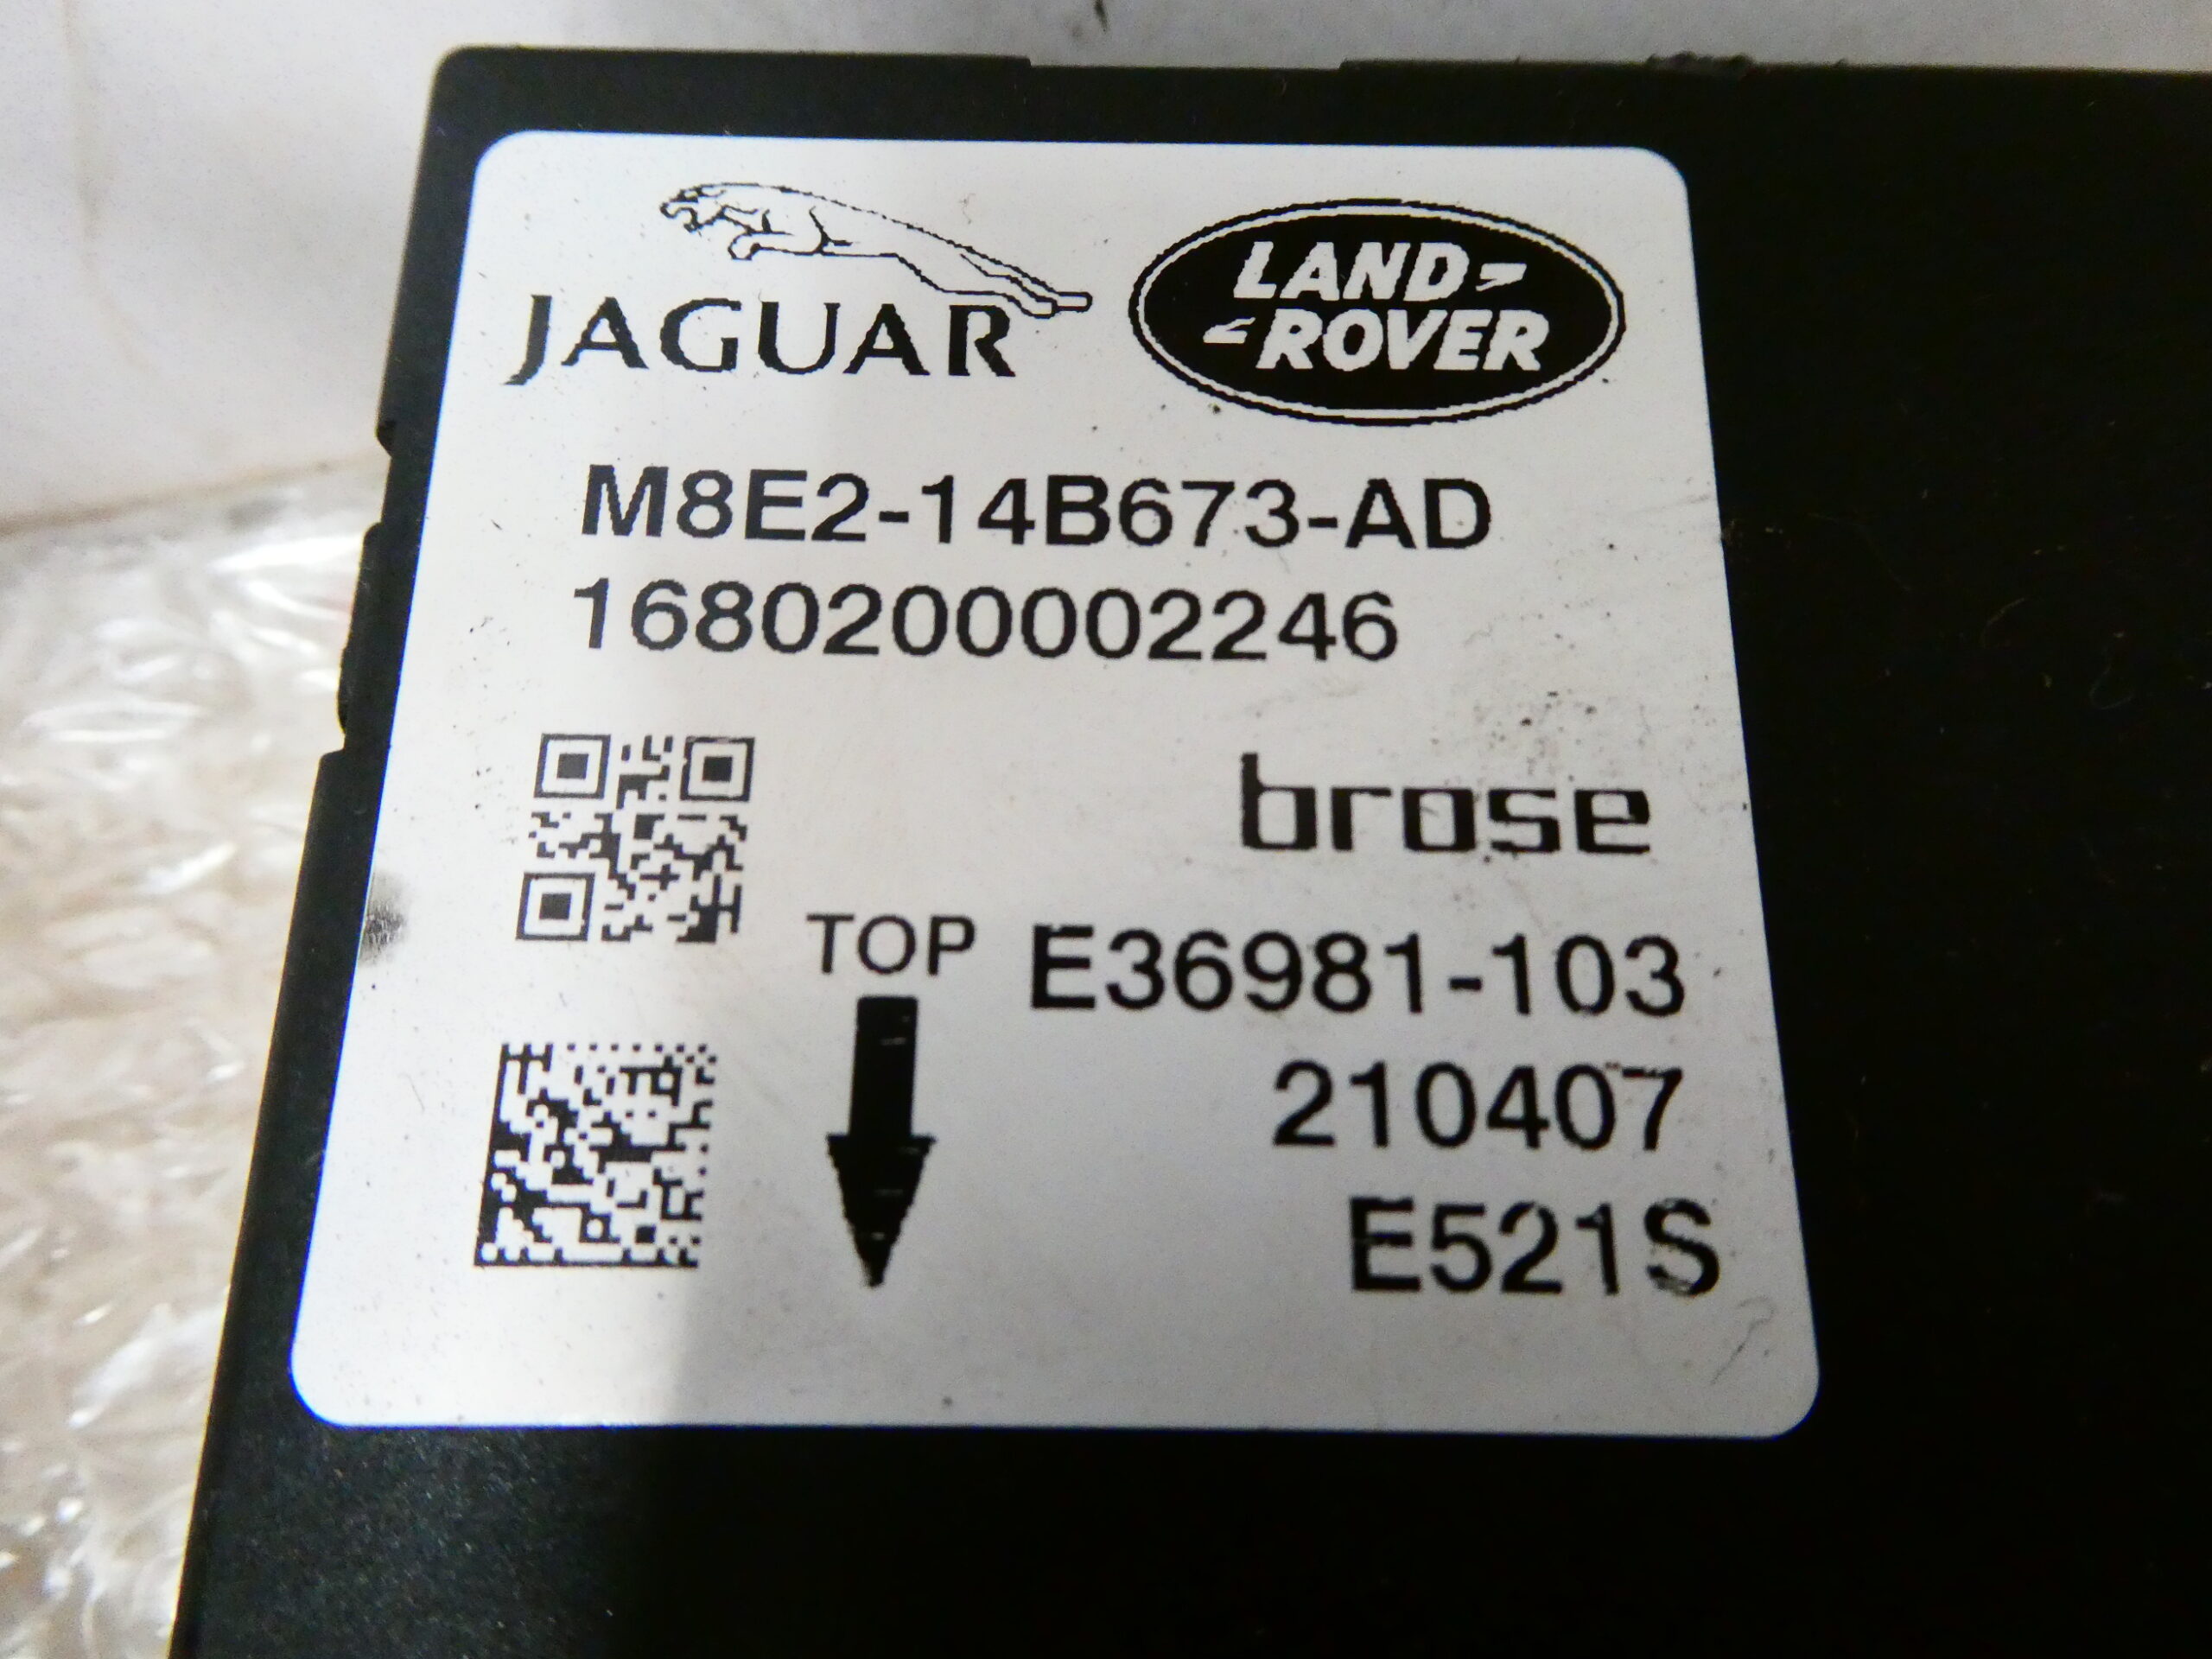 JAGUAR
LAND
ROVER
M8E2-14B673-AD
1680200002246
brose
TOP
E36981-103
210407
E521S